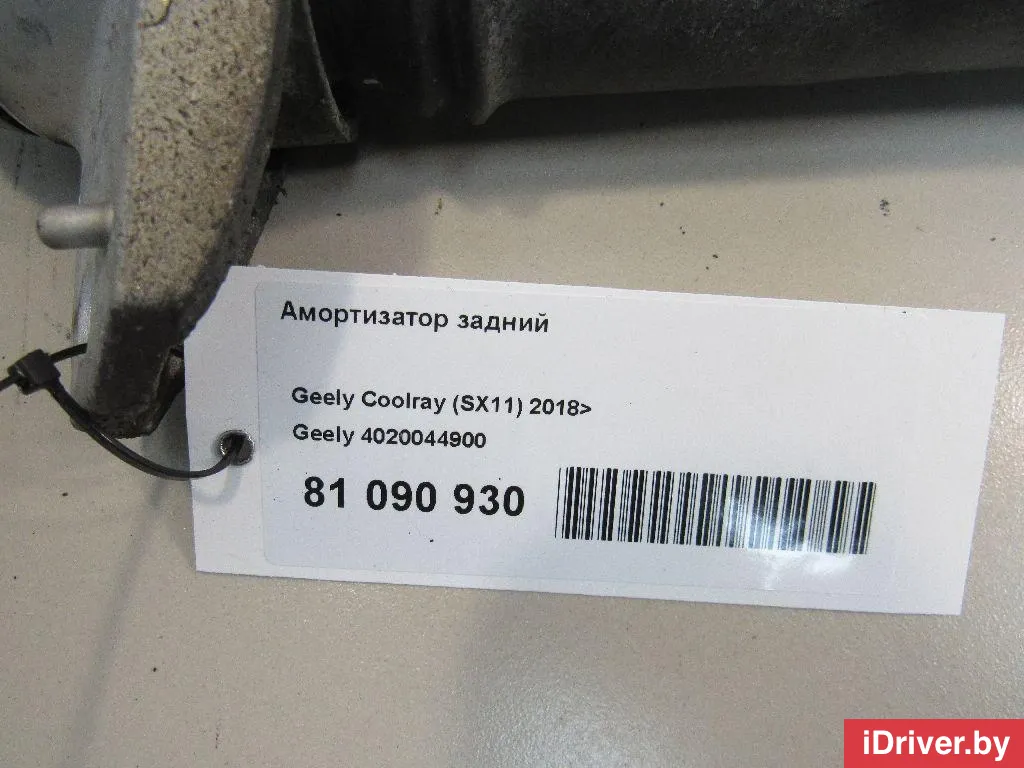 Амортизатор задний
Geely Coolray (SX11) 2018>
Geely 4020044900
81 090 930
iDriver.by